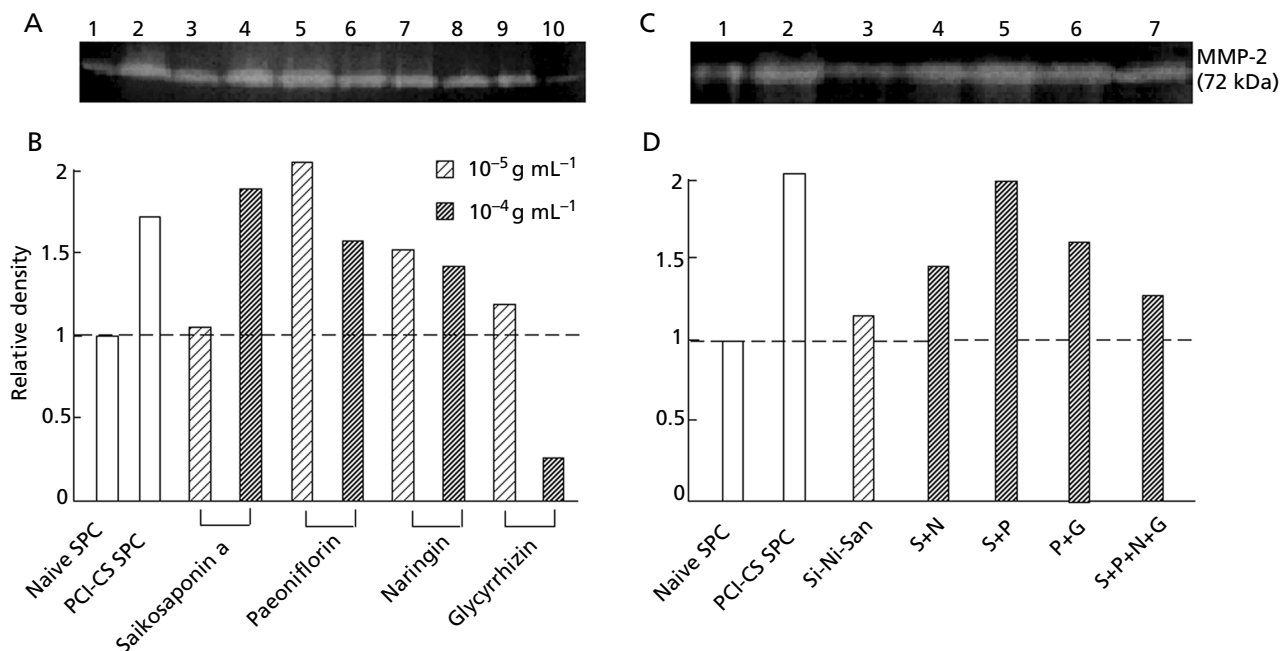 A
1 2 3 4 5 6 7 8 9 10
C
1 2 3 4 5 6 7
MMP-2
(72 kDa)
B
Relative density
2
1.5
1
0.5
0
10⁻⁵ g mL⁻¹
10⁻⁴ g mL⁻¹
Naive SPC
PCI-CS SPC
Saikosaponin a
Paeoniflorin
Naringin
Glycyrrhizin
D
2
1.5
1
0.5
0
Naive SPC
PCI-CS SPC
Si-Ni-San
S+N
S+P
P+G
S+P+N+G